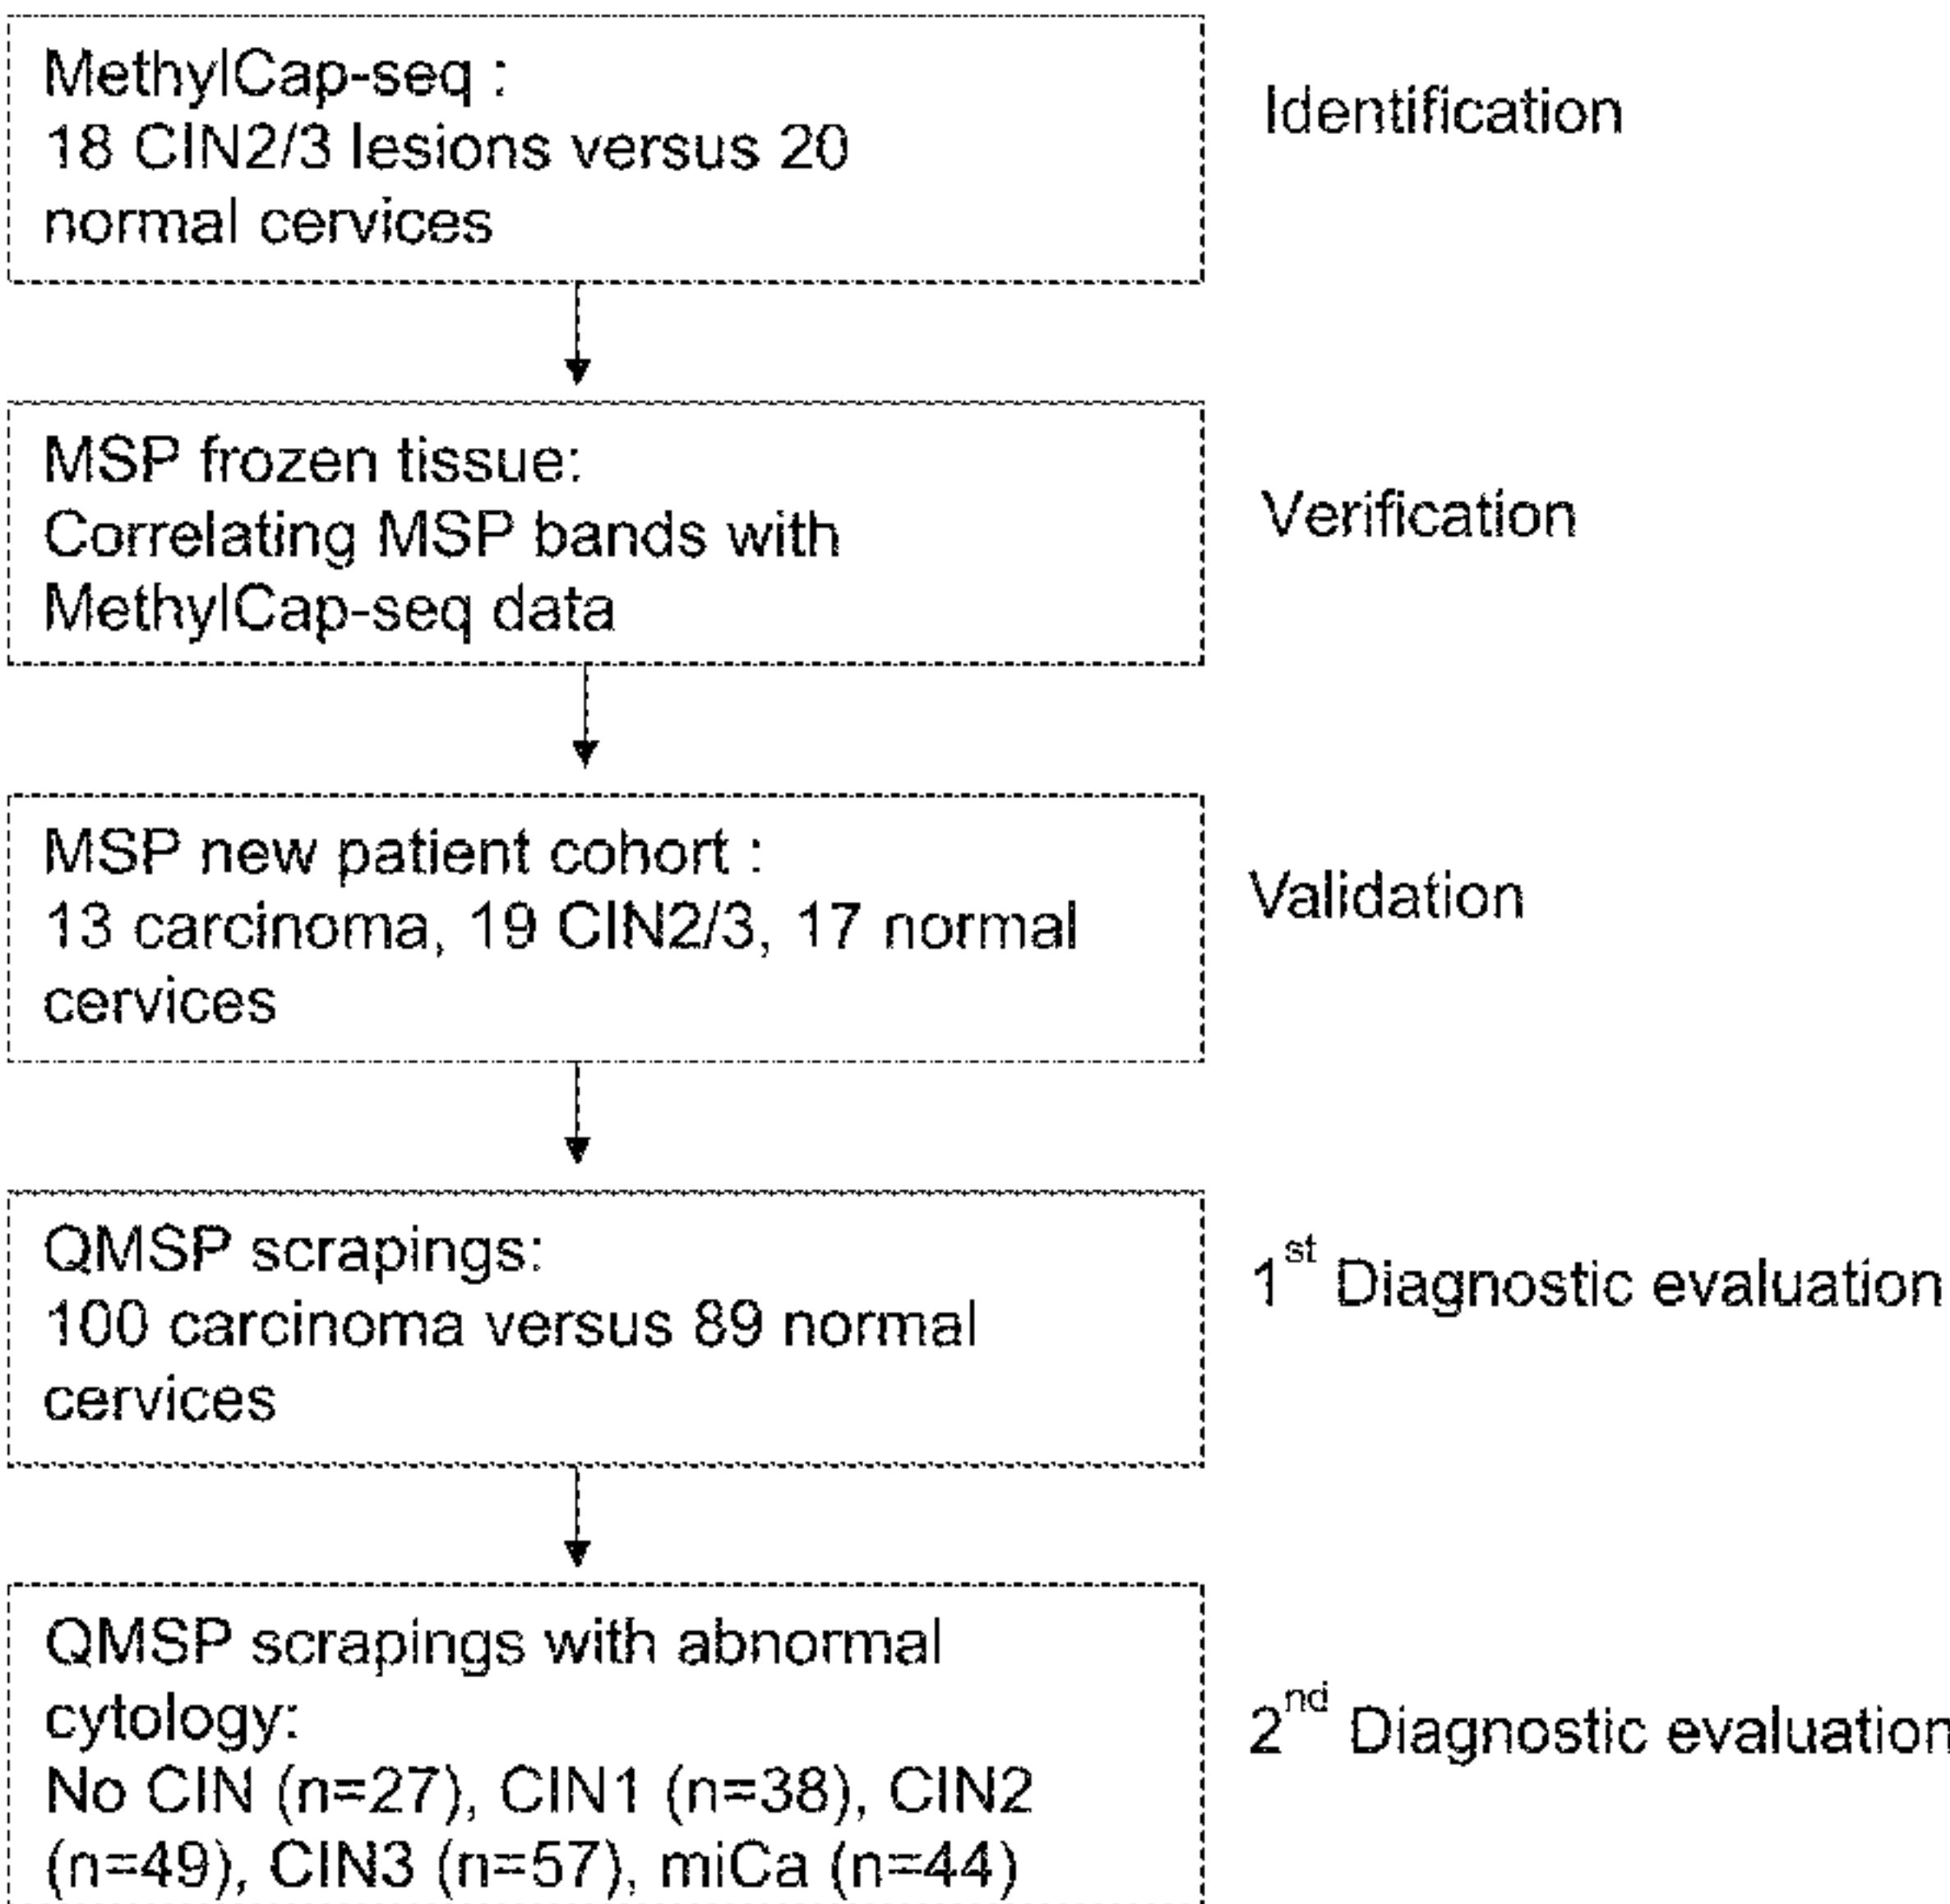 MethylCap-seq :
18 CIN2/3 lesions versus 20
normal cervices
Identification
MSP frozen tissue:
Correlating MSP bands with
MethylCap-seq data
Verification
MSP new patient cohort :
13 carcinoma, 19 CIN2/3, 17 normal
cervices
Validation
QMSP scrapings:
100 carcinoma versus 89 normal
cervices
1st Diagnostic evaluation
QMSP scrapings with abnormal
cytology:
No CIN (n=27), CIN1 (n=38), CIN2
(n=49), CIN3 (n=57), miCa (n=44)
2nd Diagnostic evaluation